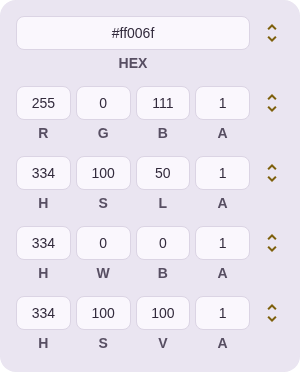 #ff006f
HEX
255 0 111 1
R G B A
334 100 50 1
H S L A
334 0 0 1
H W B A
334 100 100 1
H S V A